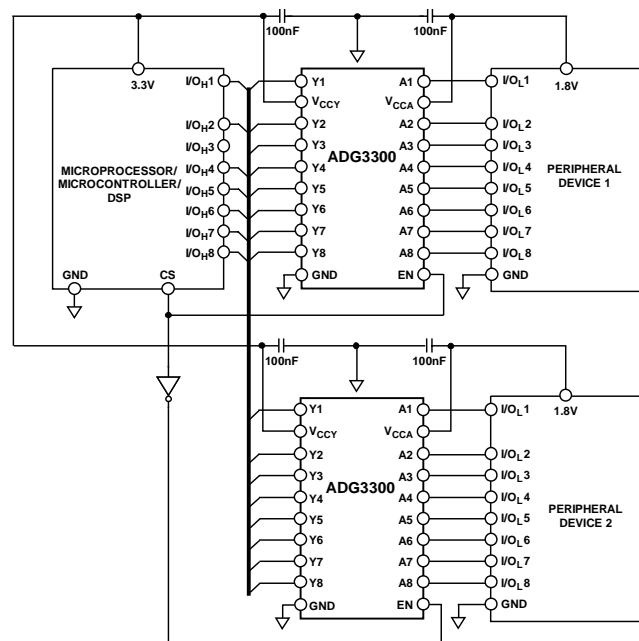 100nF
100nF
3.3V
MICROPROCESSOR/
MICROCONTROLLER/
DSP
I/OH1
I/OH2
I/OH3
I/OH4
I/OH5
I/OH6
I/OH7
I/OH8
GND
CS
Y1
VCCY
Y2
Y3
Y4
Y5
Y6
Y7
Y8
GND
ADG3300
A1
VCCA
A2
A3
A4
A5
A6
A7
A8
EN
I/OL1
I/OL2
I/OL3
I/OL4
I/OL5
I/OL6
I/OL7
I/OL8
GND
1.8V
PERIPHERAL
DEVICE 1
100nF
100nF
Y1
VCCY
Y2
Y3
Y4
Y5
Y6
Y7
Y8
GND
ADG3300
A1
VCCA
A2
A3
A4
A5
A6
A7
A8
EN
I/OL1
I/OL2
I/OL3
I/OL4
I/OL5
I/OL6
I/OL7
I/OL8
GND
1.8V
PERIPHERAL
DEVICE 2